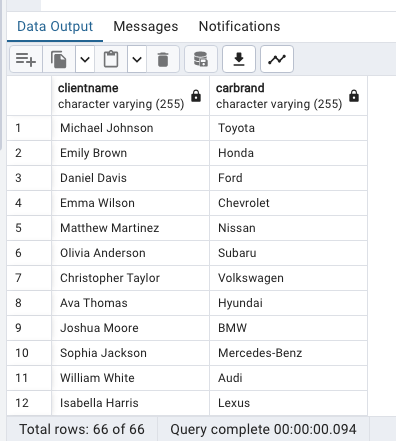 Data Output Messages Notifications
clientname carbrand
character varying (255) character varying (255)
1 Michael Johnson Toyota
2 Emily Brown Honda
3 Daniel Davis Ford
4 Emma Wilson Chevrolet
5 Matthew Martinez Nissan
6 Olivia Anderson Subaru
7 Christopher Taylor Volkswagen
8 Ava Thomas Hyundai
9 Joshua Moore BMW
10 Sophia Jackson Mercedes-Benz
11 William White Audi
12 Isabella Harris Lexus
Total rows: 66 of 66 Query complete 00:00:00.094